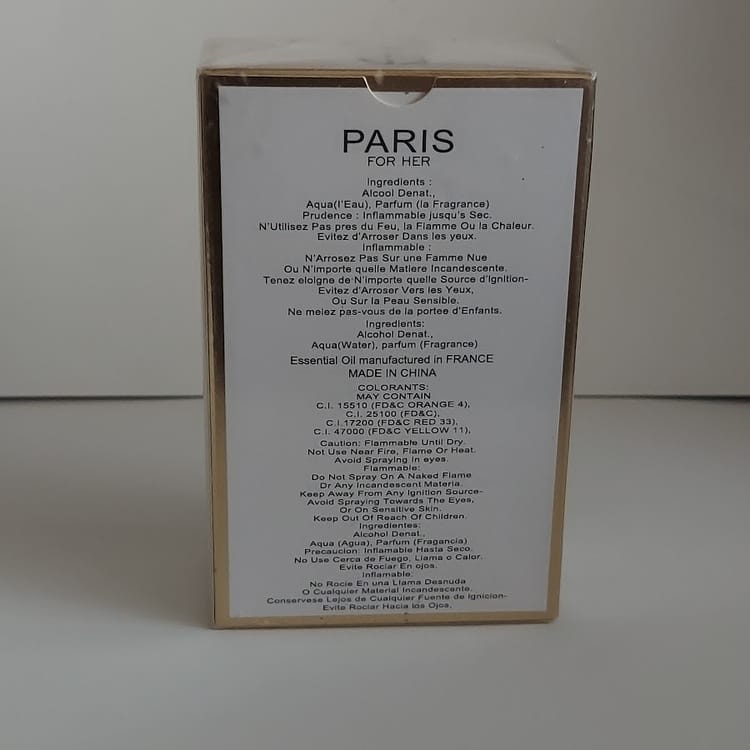 PARIS
FOR HER
Ingredients :
Alcool Denat.,
Aqua(l'Eau), Parfum (la Fragrance)
Prudence : Inflammable jusqu's Sec.
N'Utilisez Pas pres du Feu, la Fiamme Ou la Chaleur.
Evitez d'Arroser Dans les yeux.
Inflammable :
N'Arrosez Pas Sur une Famme Nue
Ou N'importe quelle Matiere Incandescente.
Tenez eloigne de N'importe quelle Source d'Ignition-
Evitez d'Arroser Vers les Yeux,
Ou Sur la Peau Sensible.
Ne melez pas-vous de la portee d'Enfants.
Ingredients:
Alcohol Denat.,
Aqua(Water), parfum (Fragrance)
Essential Oil manufactured in FRANCE
MADE IN CHINA
COLORANTS:
MAY CONTAIN
C.I. 15510 (FD&C ORANGE 4),
C.I. 25100 (FD&C),
C.I.17200 (FD&C RED 33),
C.I. 47000 (FD&C YELLOW 11),
Caution: Flammable Until Dry.
Not Use Near Fire, Flame Or Heat.
Avoid Spraying In eyes.
Flammable:
Do Not Spray On A Naked Flame
Dr Any Incandescent Materia.
Keep Away From Any Ignition Source-
Avoid Spraying Towards The Eyes,
Or On Sensitive Skin.
Keep Out Of Reach Of Children.
Ingredientes:
Alcohol Denat.,
Aqua (Agua), Parfum (Fragancia)
Precaucion: Inflamable Hasta Seco.
No Use Cerca de Fuego, Llama o Calor.
Evite Rociar En ojos.
Inflamable:
No Rocie En una Llama Desnuda
O Cualquier Material Incandescente.
Conservese Lejos de Cualquier Fuente de Ignicion-
Evite Rociar Hacia los Ojos,